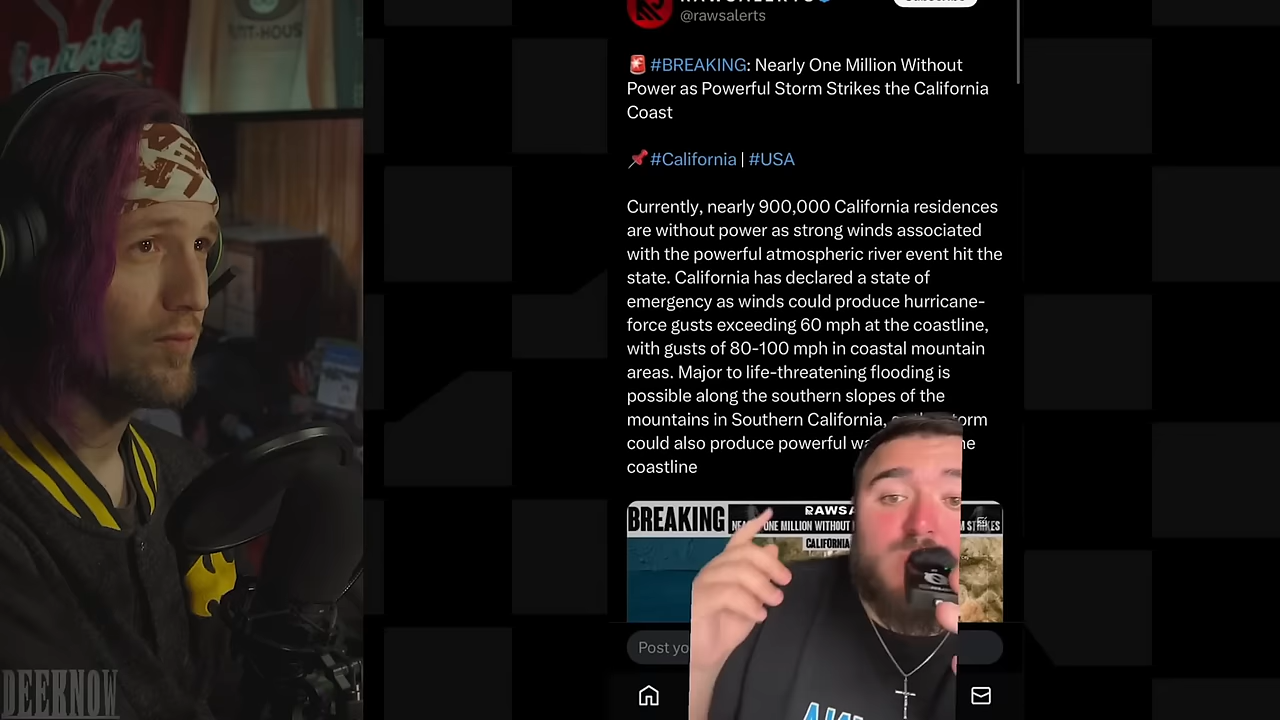 Braves
@rawsalerts
🚨 #BREAKING: Nearly One Million Without
Power as Powerful Storm Strikes the California
Coast
📌#California | #USA
Currently, nearly 900,000 California residences
are without power as strong winds associated
with the powerful atmospheric river event hit the
state. California has declared a state of
emergency as winds could produce hurricane-
force gusts exceeding 60 mph at the coastline,
with gusts of 80-100 mph in coastal mountain
areas. Major to life-threatening flooding is
possible along the southern slopes of the
mountains in Southern California,
could also produce powerful
coastline
BREAKING
ONE MILLION WITHOUT
CALIFORNIA
Post
DEEKNOW